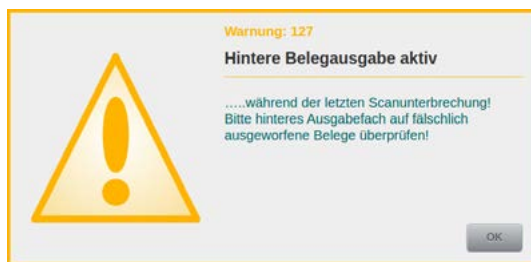 Warnung: 127
Hintere Belegausgabe aktiv
.....während der letzten Scanunterbrechung!
Bitte hinteres Ausgabefach auf fälschlich
ausgeworfene Belege überprüfen!
OK